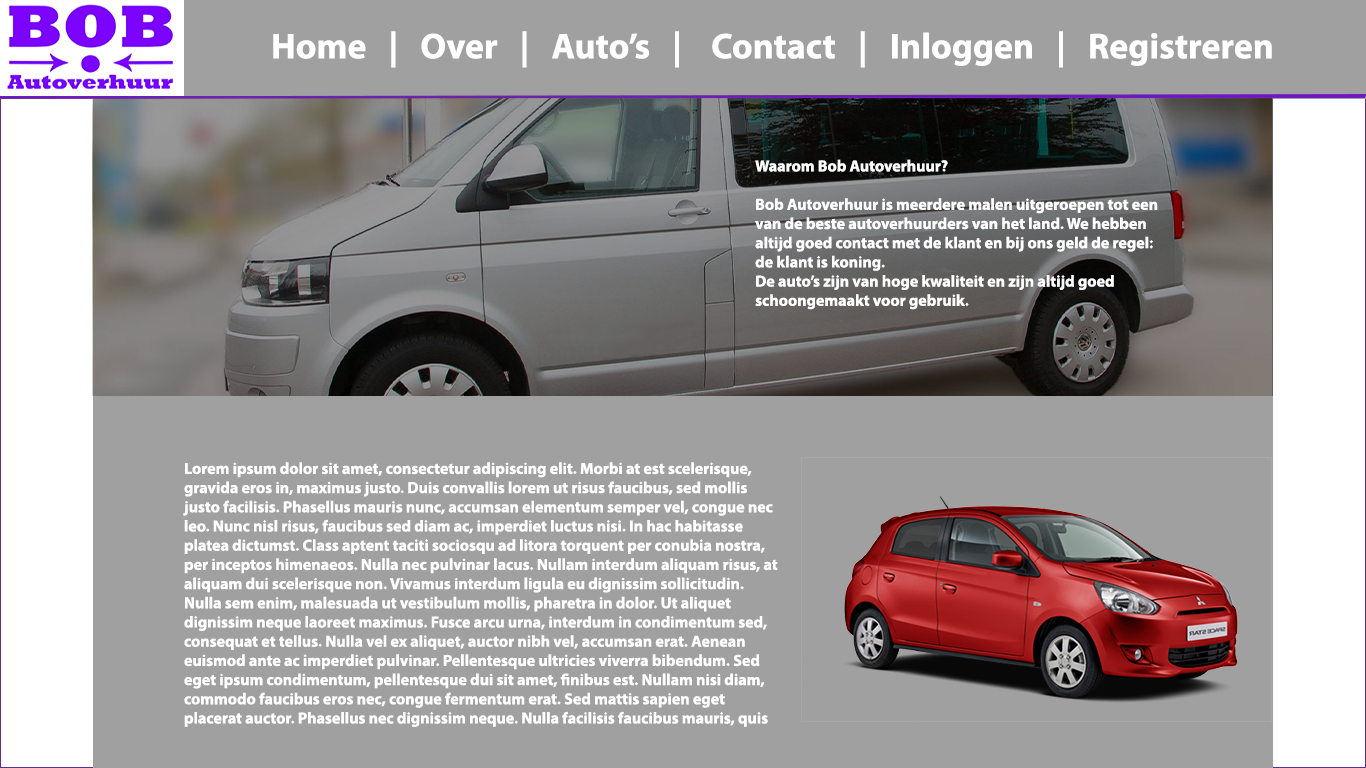 BOB
Autoverhuur
Home | Over | Auto’s | Contact | Inloggen | Registreren
Waarom Bob Autoverhuur?
Bob Autoverhuur is meerdere malen uitgeroepen tot een
van de beste autoverhuurders van het land. We hebben
altijd goed contact met de klant en bij ons geld de regel:
de klant is koning.
De auto’s zijn van hoge kwaliteit en zijn altijd goed
schoongemaakt voor gebruik.
Lorem ipsum dolor sit amet, consectetur adipiscing elit. Morbi at est scelerisque,
gravida eros in, maximus justo. Duis convallis lorem ut risus faucibus, sed mollis
justo facilisis. Phasellus mauris nunc, accumsan elementum semper vel, congue nec
leo. Nunc nisl risus, faucibus sed diam ac, imperdiet luctus nisi. In hac habitasse
platea dictumst. Class aptent taciti sociosqu ad litora torquent per conubia nostra,
per inceptos himenaeos. Nulla nec pulvinar lacus. Nullam interdum aliquam risus, at
aliquam dui scelerisque non. Vivamus interdum ligula eu dignissim sollicitudin.
Nulla sem enim, malesuada ut vestibulum mollis, pharetra in dolor. Ut aliquet
dignissim neque laoreet maximus. Fusce arcu urna, interdum in condimentum sed,
consequat et tellus. Nulla vel ex aliquet, auctor nibh vel, accumsan erat. Aenean
euismod ante ac imperdiet pulvinar. Pellentesque ultricies viverra bibendum. Sed
eget ipsum condimentum, pellentesque dui sit amet, finibus est. Nullam nisi diam,
commodo faucibus eros nec, congue fermentum erat. Sed mattis sapien eget
placerat auctor. Phasellus nec dignissim neque. Nulla facilisis faucibus mauris, quis
SPACE STAR